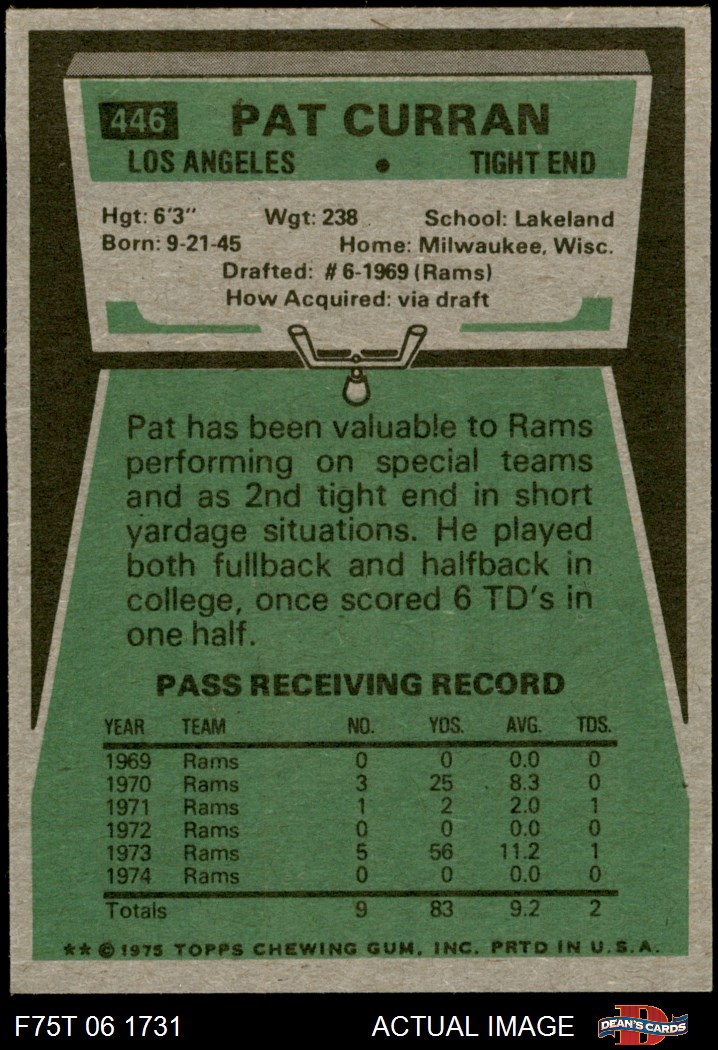 446 PAT CURRAN
LOS ANGELES • TIGHT END
Hgt: 6'3" Wgt: 238 School: Lakeland
Born: 9-21-45 Home: Milwaukee, Wisc.
Drafted: #6-1969 (Rams)
How Acquired: via draft
Pat has been valuable to Rams
performing on special teams
and as 2nd tight end in short
yardage situations. He played
both fullback and halfback in
college, once scored 6 TD's in
one half.
PASS RECEIVING RECORD
YEAR TEAM NO. YDS. AVG. TDS.
1969 Rams 0 0 0.0 0
1970 Rams 3 25 8.3 0
1971 Rams 1 2 2.0 1
1972 Rams 0 0 0.0 0
1973 Rams 5 56 11.2 1
1974 Rams 0 0 0.0 0
Totals 9 83 9.2 2
** © 1975 TOPPS CHEWING GUM, INC. PRTD IN U.S.A.
F75T 06 1731 ACTUAL IMAGE D DEAN'S CARDS